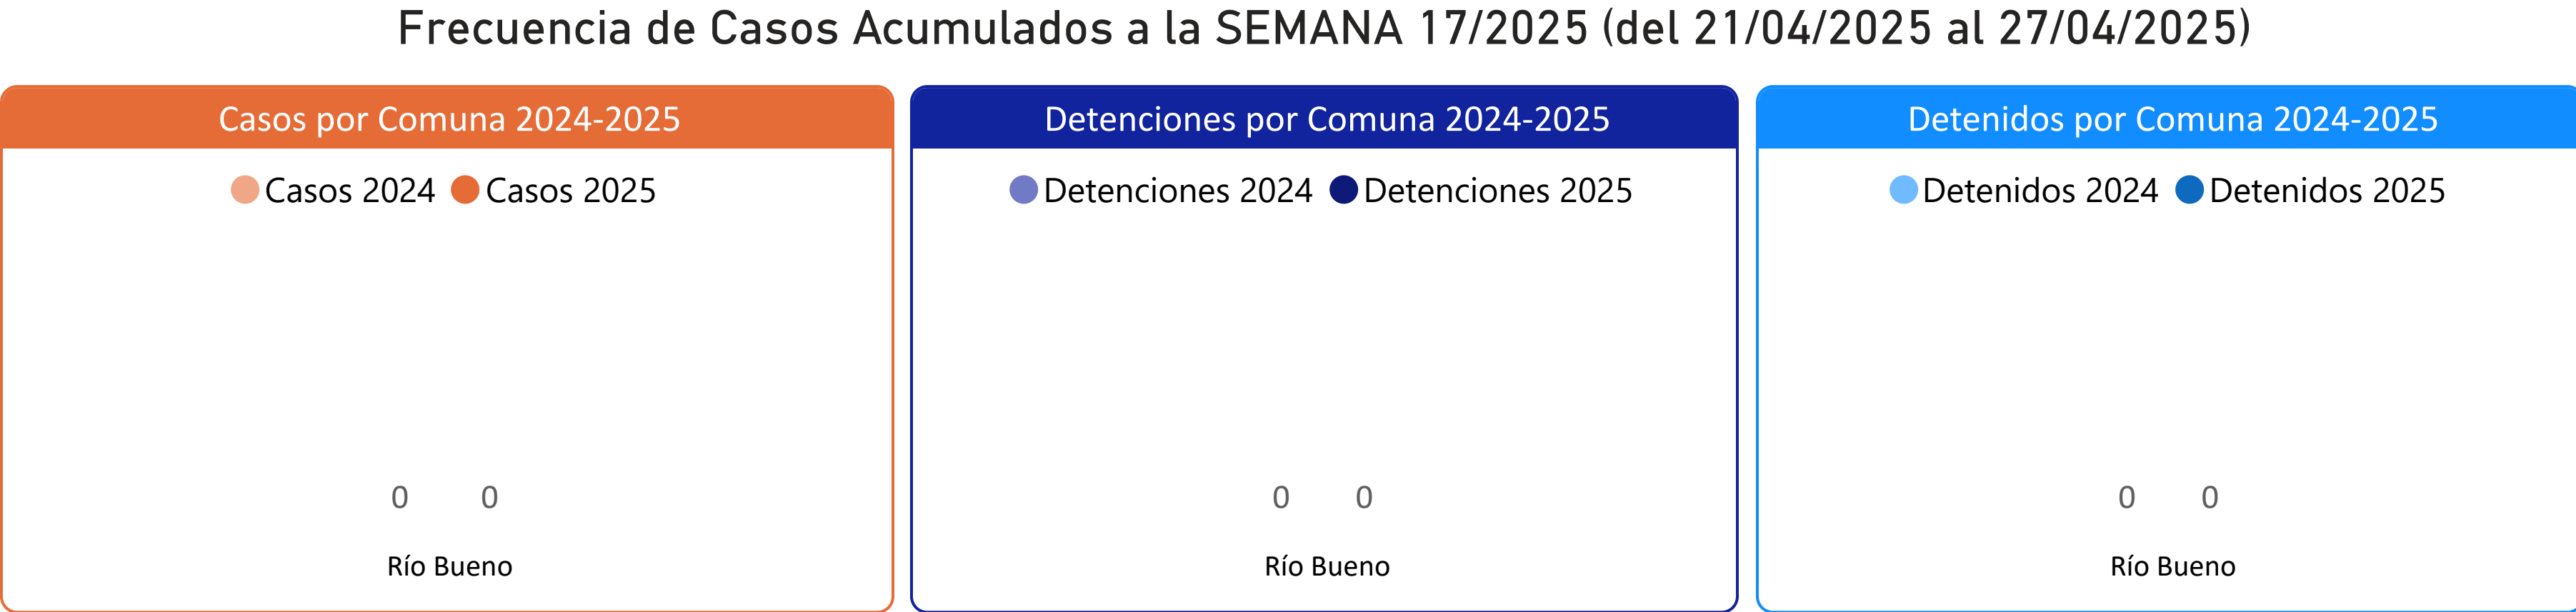 Frecuencia de Casos Acumulados a la SEMANA 17/2025 (del 21/04/2025 al 27/04/2025)
Casos por Comuna 2024-2025
Casos 2024 Casos 2025
0 0
Río Bueno
Detenciones por Comuna 2024-2025
Detenciones 2024 Detenciones 2025
0 0
Río Bueno
Detenidos por Comuna 2024-2025
Detenidos 2024 Detenidos 2025
0 0
Río Bueno